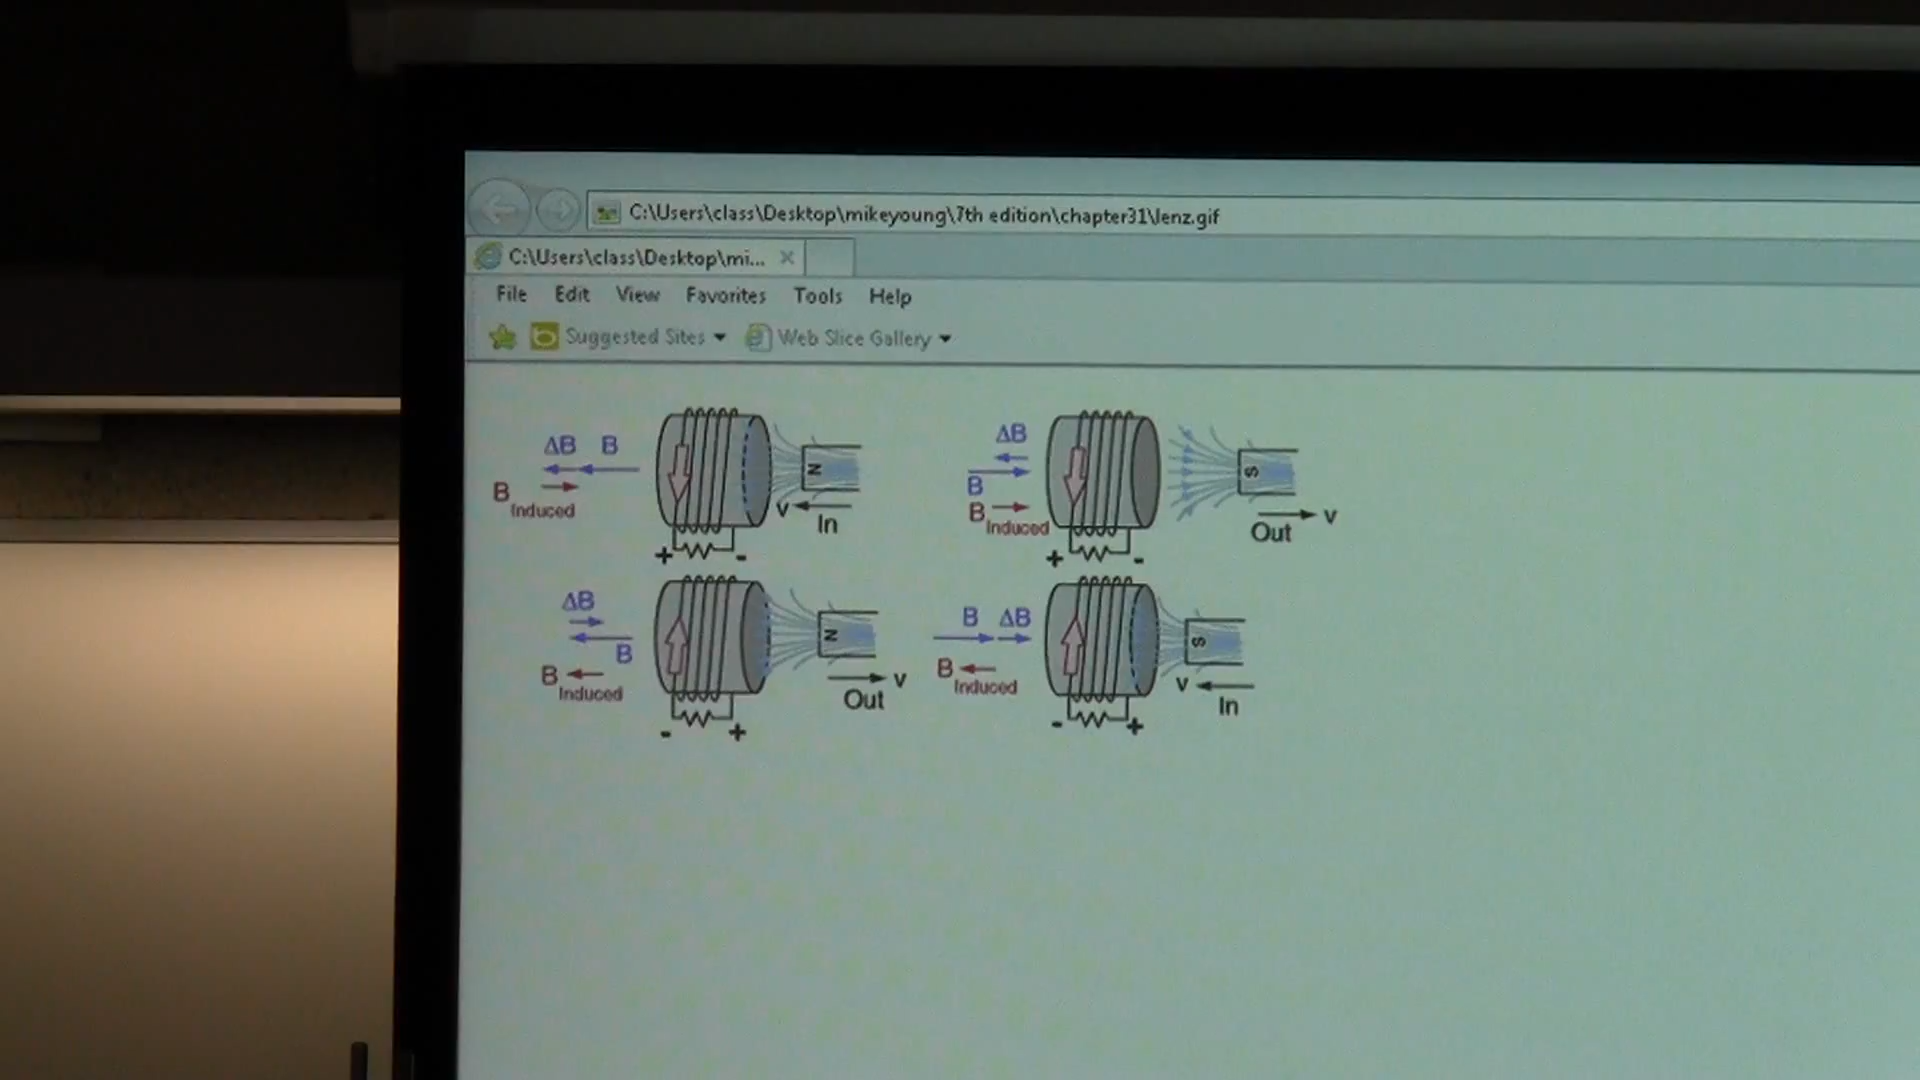 C:\Users\class\Desktop\mikeyoung\7th edition\chapter31\lenz.gif
C:\Users\class\Desktop\mi...
File Edit View Favorites Tools Help
Suggested Sites Web Slice Gallery
ΔB B
B Induced
N
v
In
+ -
ΔB
B
B Induced
S
v
Out
+ -
ΔB
B
B Induced
N
v
Out
- +
B ΔB
B Induced
S
v
In
- +